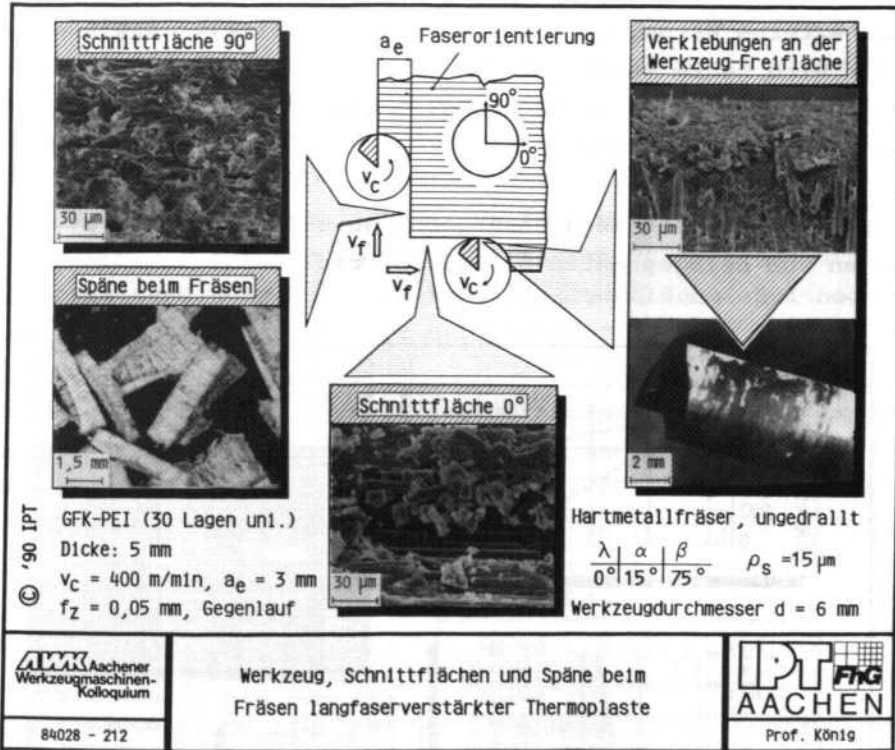 Schnittfläche 90°
30 µm
a_e
Faserorientierung
90°
0°
v_c
v_f
v_f
v_c
Verklebungen an der
Werkzeug-Freifläche
30 µm
2 mm
Späne beim Fräsen
1,5 mm
Schnittfläche 0°
30 µm
© '90 IPT
GFK-PEI (30 Lagen uni.)
Dicke: 5 mm
v_c = 400 m/min, a_e = 3 mm
f_z = 0,05 mm, Gegenlauf
Hartmetallfräser, ungedrallt
λ | α | β
0° | 15° | 75°
ρ_s =15 µm
Werkzeugdurchmesser d = 6 mm
AWK Aachener
Werkzeugmaschinen-
Kolloquium
84028 - 212
Werkzeug, Schnittflächen und Späne beim
Fräsen langfaserverstärkter Thermoplaste
IPT FhG
AACHEN
Prof. König